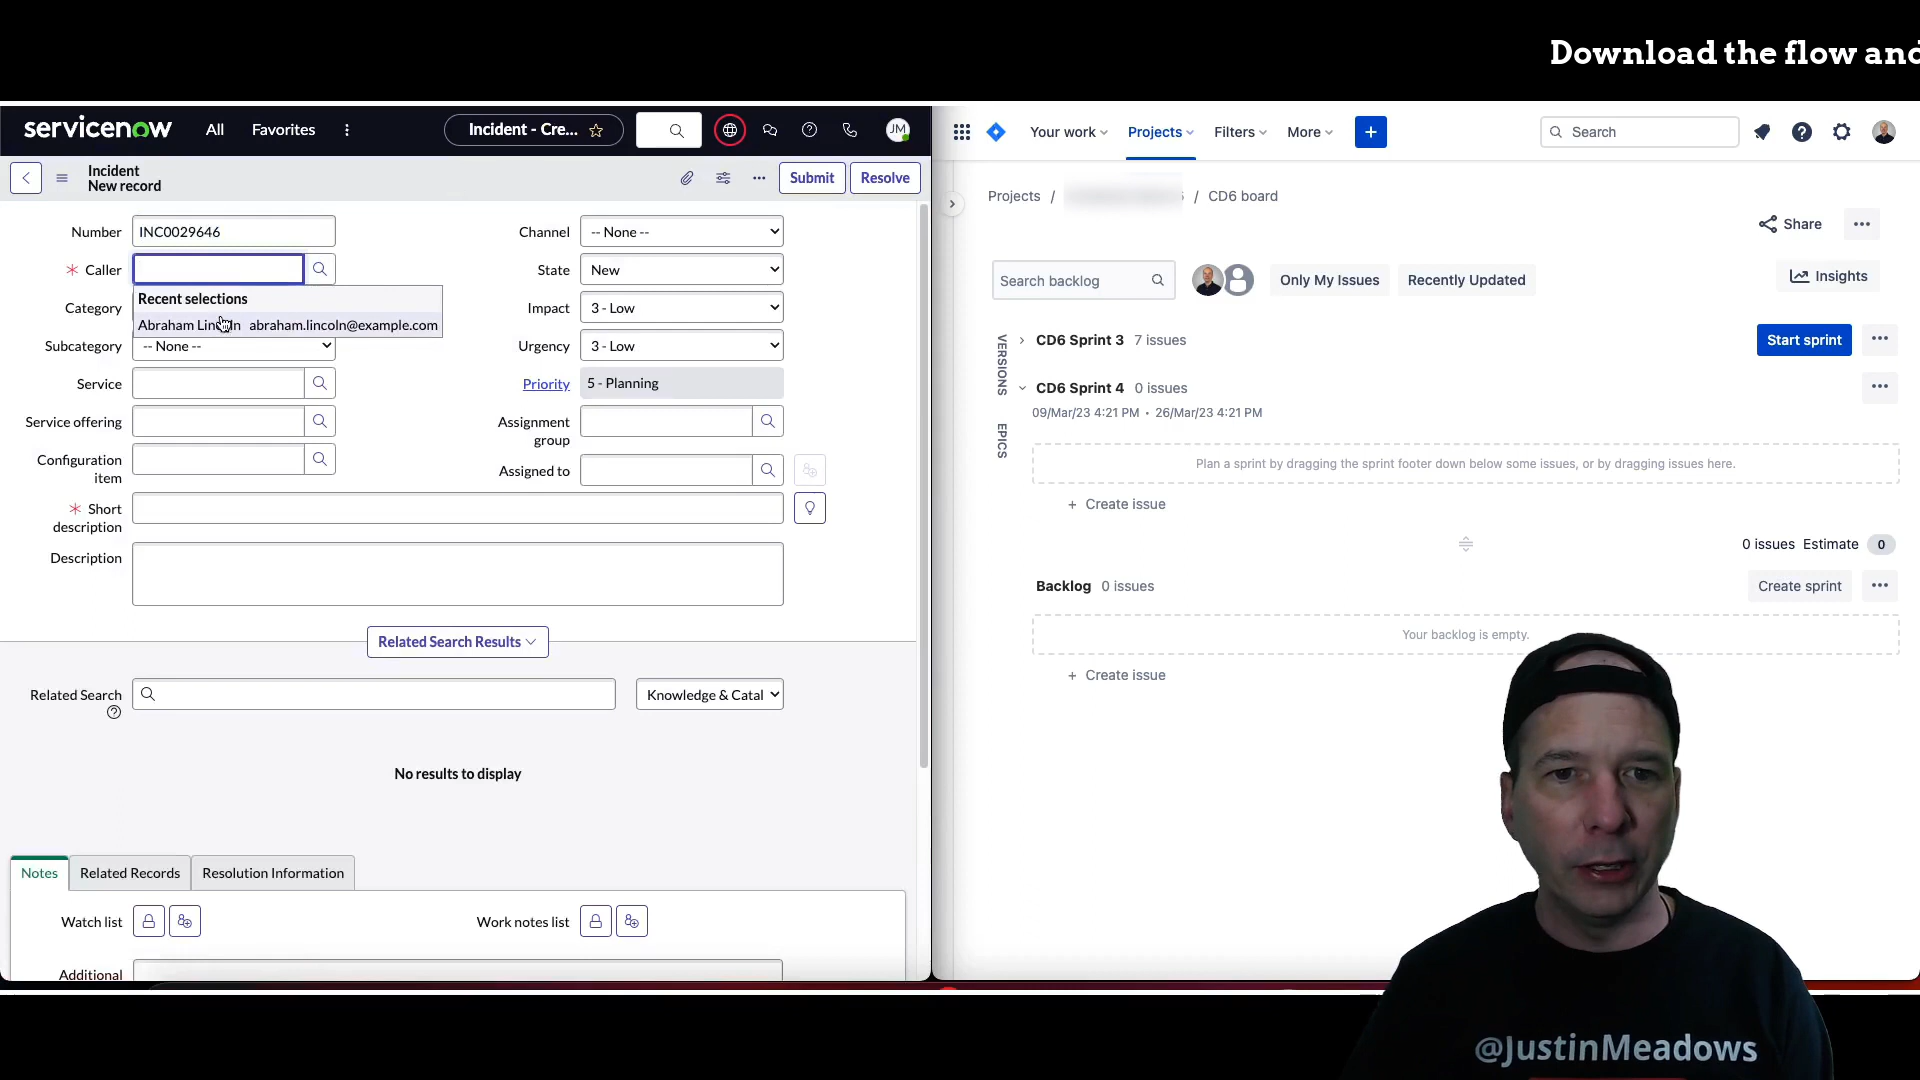 Download the flow and
servicenow
All
Favorites
Incident - Cre...
JM
Incident
New record
Submit
Resolve
Number
INC0029646
Caller
Recent selections
Abraham Lincoln abraham.lincoln@example.com
Category
Subcategory
-- None --
Service
Service offering
Configuration
item
Short
description
Description
Channel
-- None --
State
New
Impact
3 - Low
Urgency
3 - Low
Priority
5 - Planning
Assignment
group
Assigned to
Related Search Results
Related Search
Knowledge & Catal
No results to display
Notes
Related Records
Resolution Information
Watch list
Work notes list
Additional
Your work
Projects
Filters
More
Search
Projects / / CD6 board
Share
Search backlog
Only My Issues
Recently Updated
Insights
VERSIONS
EPICS
CD6 Sprint 3 7 issues
Start sprint
CD6 Sprint 4 0 issues
09/Mar/23 4:21 PM • 26/Mar/23 4:21 PM
Plan a sprint by dragging the sprint footer down below some issues, or by dragging issues here.
+ Create issue
0 issues Estimate 0
Backlog 0 issues
Create sprint
Your backlog is empty.
+ Create issue
@JustinMeadows